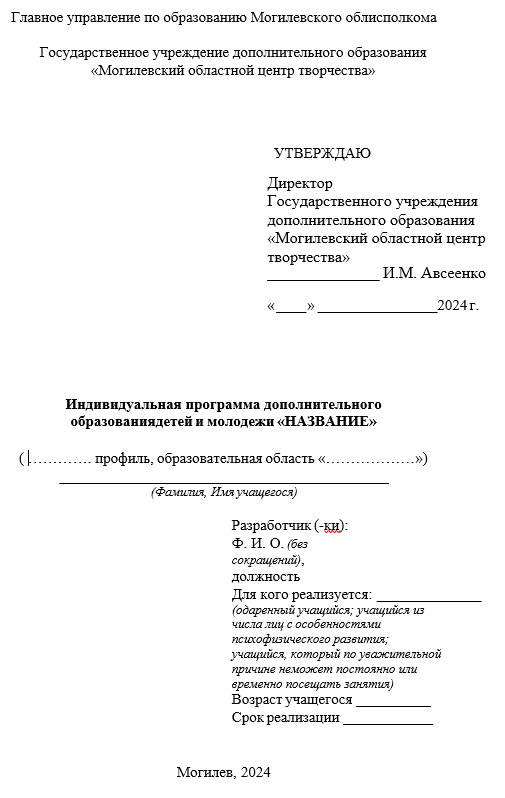 Главное управление по образованию Могилевского облисполкома
Государственное учреждение дополнительного образования
«Могилевский областной центр творчества»
УТВЕРЖДАЮ
Директор
Государственного учреждения
дополнительного образования
«Могилевский областной центр
творчества»
_______________ И.М. Авсеенко
«____» ________________2024 г.
Индивидуальная программа дополнительного
образованиядетей и молодежи «НАЗВАНИЕ»
(…………. профиль, образовательная область «………………»)
____________________________________________
(Фамилия, Имя учащегося)
Разработчик (-ки):
Ф. И. О. (без
сокращений),
должность
Для кого реализуется: ______________
(одаренный учащийся; учащийся из
числа лиц с особенностями
психофизического развития;
учащийся, который по уважительной
причине неможет постоянно или
временно посещать занятия)
Возраст учащегося __________
Срок реализации ____________
Могилев, 2024